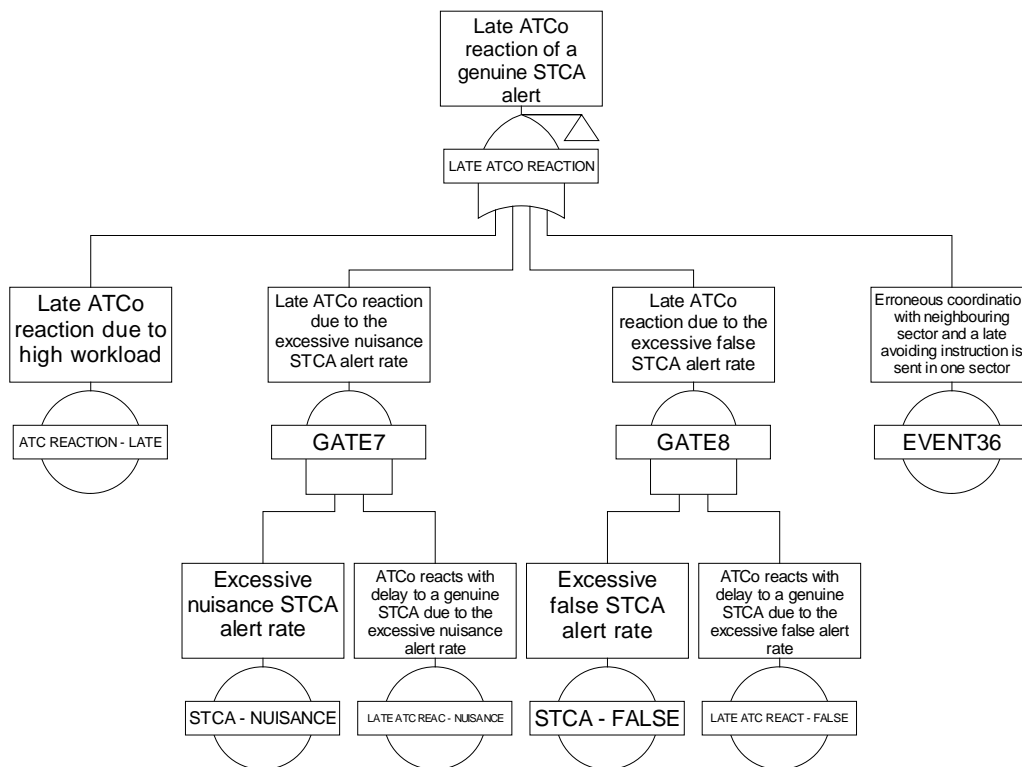 Late ATCo
reaction of a
genuine STCA
alert
LATE ATCO REACTION
Late ATCo
reaction due to
high workload
ATC REACTION - LATE
Late ATCo reaction
due to the
excessive nuisance
STCA alert rate
GATE7
Late ATCo
reaction due to the
excessive false
STCA alert rate
GATE8
Erroneous coordination
with neighbouring
sector and a late
avoiding instruction is
sent in one sector
EVENT36
Excessive
nuisance STCA
alert rate
STCA - NUISANCE
ATCo reacts with
delay to a genuine
STCA due to the
excessive nuisance
alert rate
LATE ATC REAC - NUISANCE
Excessive
false STCA
alert rate
STCA - FALSE
ATCo reacts with
delay to a genuine
STCA due to the
excessive false alert
rate
LATE ATC REACT - FALSE